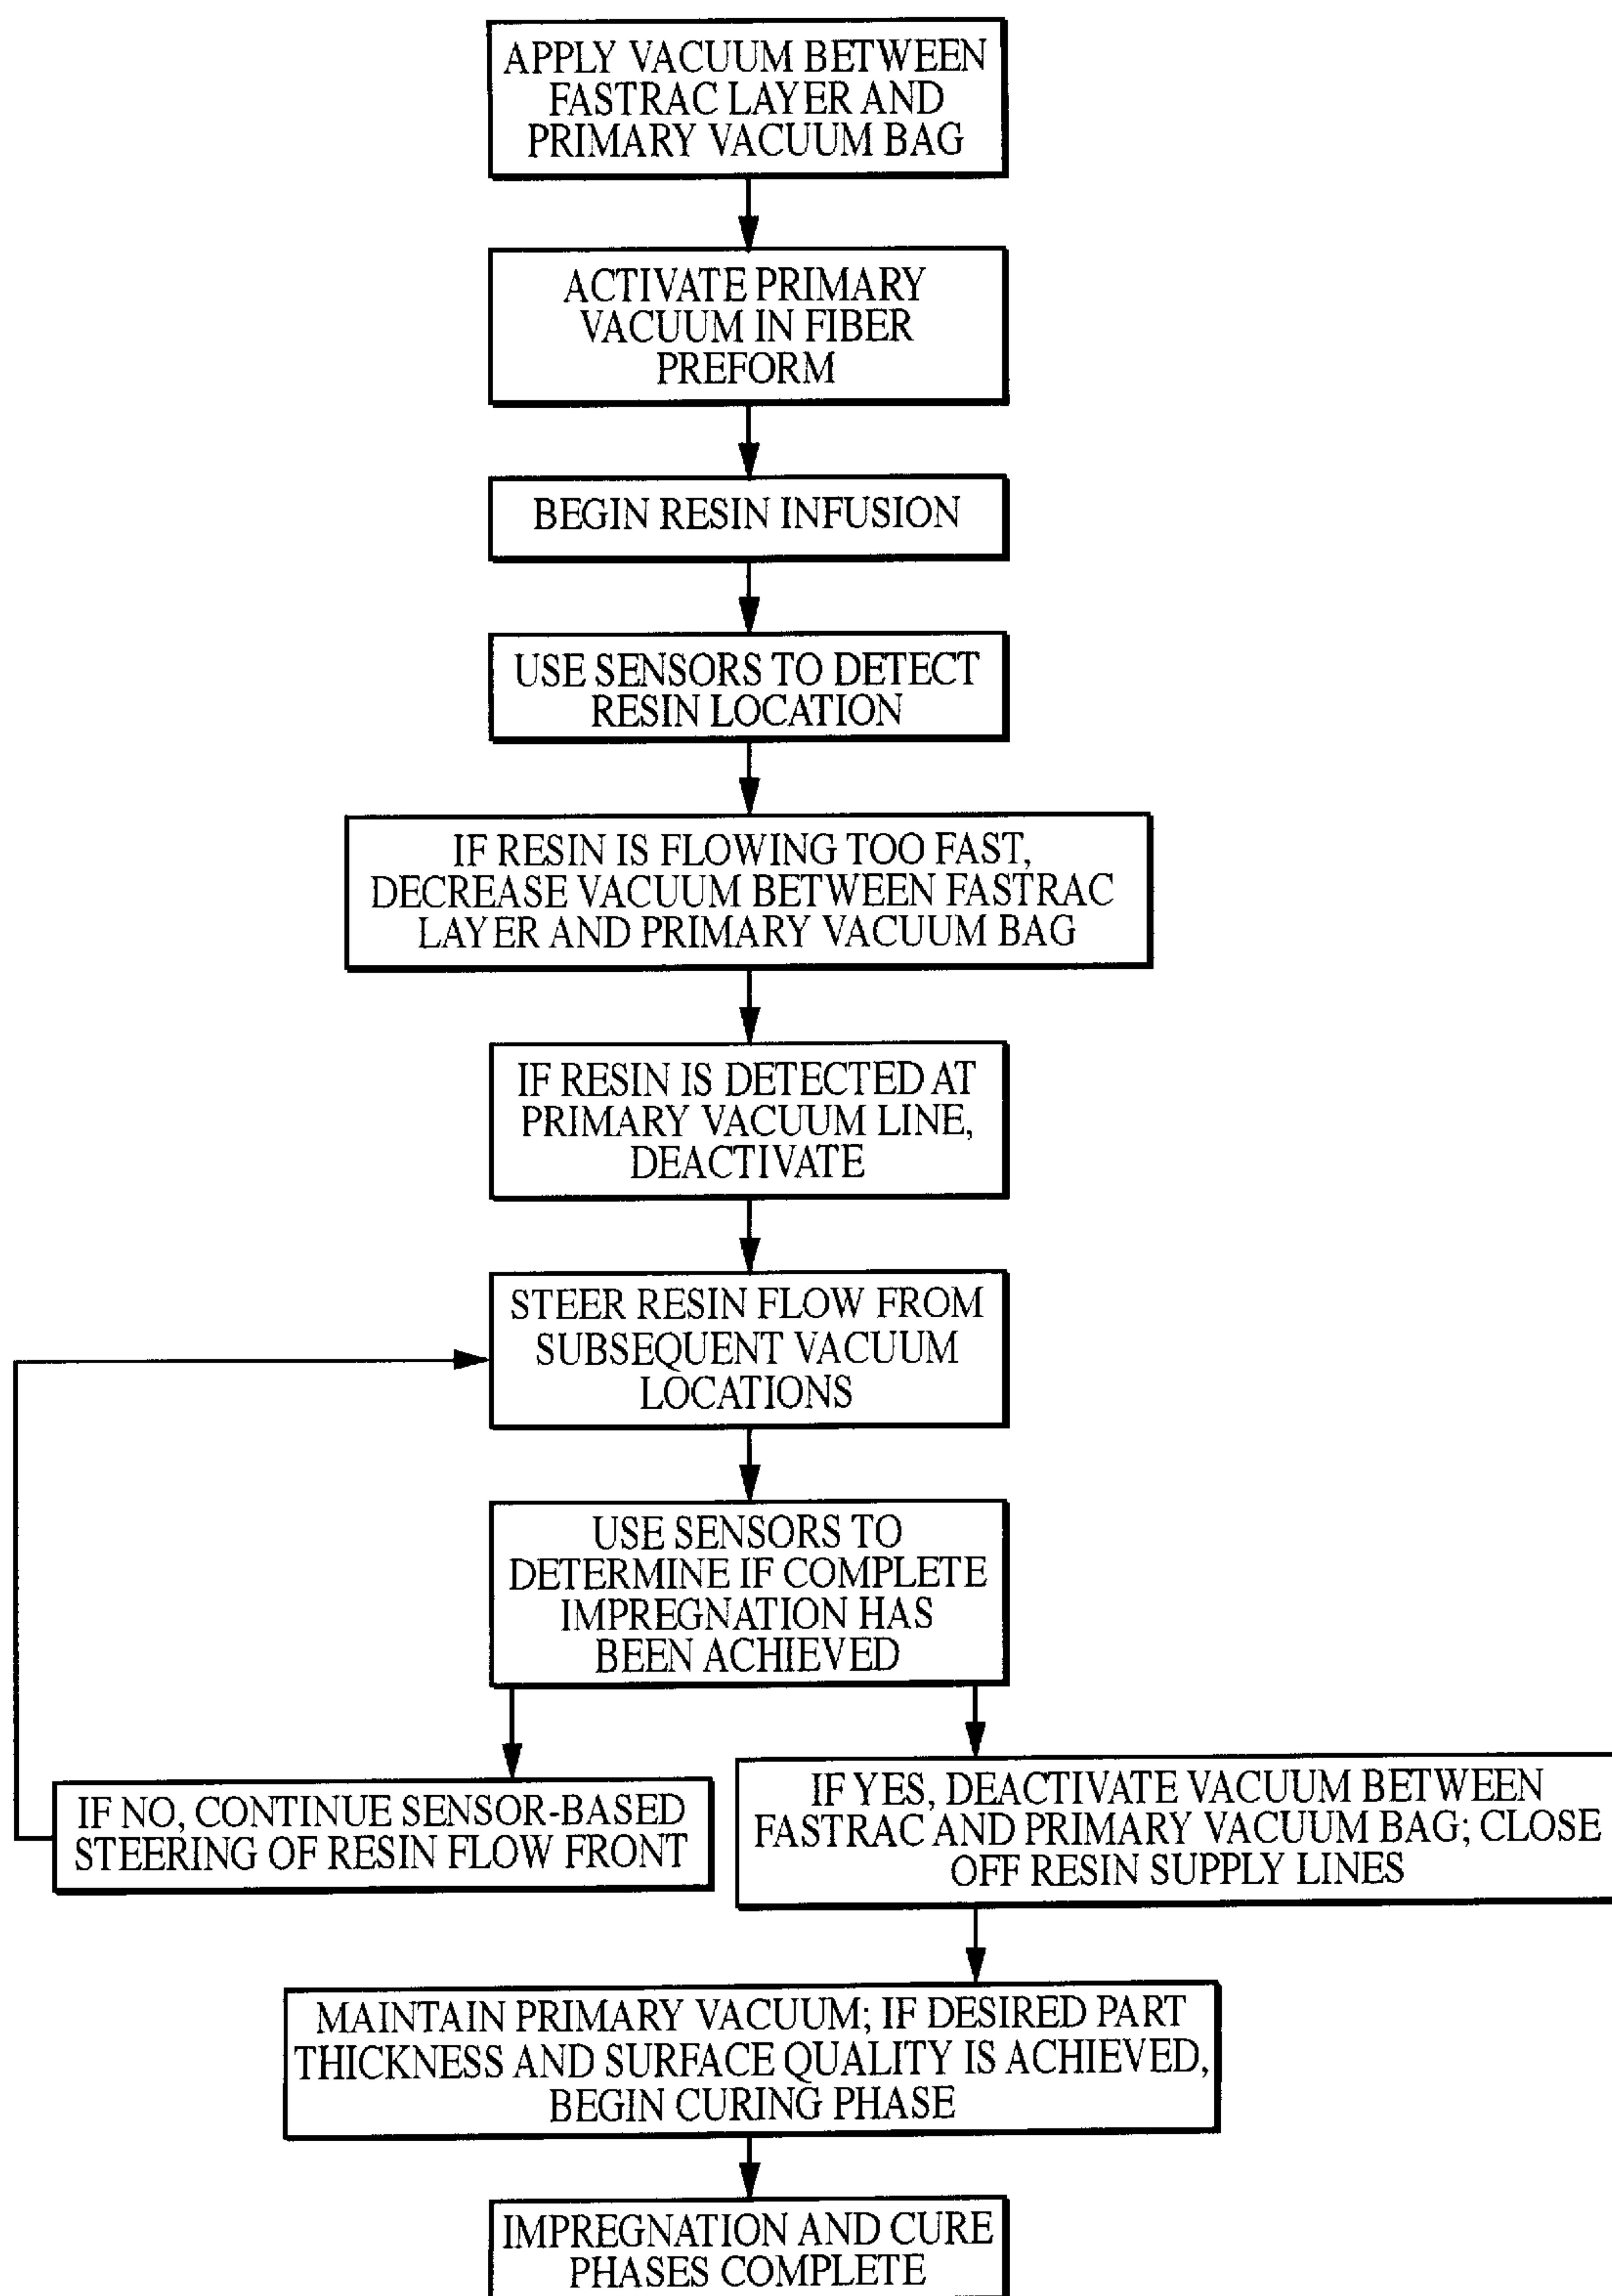 APPLY VACUUM BETWEEN
FASTRAC LAYER AND
PRIMARY VACUUM BAG
ACTIVATE PRIMARY
VACUUM IN FIBER
PREFORM
BEGIN RESIN INFUSION
USE SENSORS TO DETECT
RESIN LOCATION
IF RESIN IS FLOWING TOO FAST,
DECREASE VACUUM BETWEEN FASTRAC
LAYER AND PRIMARY VACUUM BAG
IF RESIN IS DETECTED AT
PRIMARY VACUUM LINE,
DEACTIVATE
STEER RESIN FLOW FROM
SUBSEQUENT VACUUM
LOCATIONS
USE SENSORS TO
DETERMINE IF COMPLETE
IMPREGNATION HAS
BEEN ACHIEVED
IF NO, CONTINUE SENSOR-BASED
STEERING OF RESIN FLOW FRONT
IF YES, DEACTIVATE VACUUM BETWEEN
FASTRAC AND PRIMARY VACUUM BAG; CLOSE
OFF RESIN SUPPLY LINES
MAINTAIN PRIMARY VACUUM; IF DESIRED PART
THICKNESS AND SURFACE QUALITY IS ACHIEVED,
BEGIN CURING PHASE
IMPREGNATION AND CURE
PHASES COMPLETE